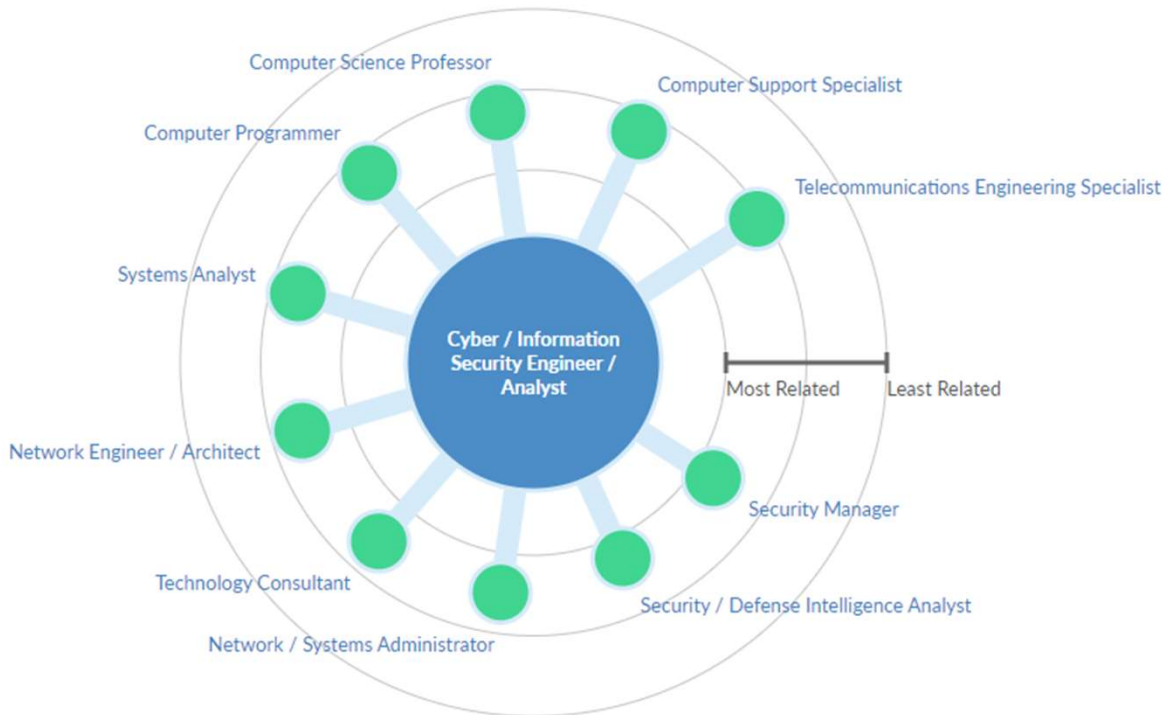 Computer Science Professor
Computer Support Specialist
Computer Programmer
Telecommunications Engineering Specialist
Systems Analyst
Cyber / Information
Security Engineer /
Analyst
Most Related
Least Related
Network Engineer / Architect
Security Manager
Technology Consultant
Security / Defense Intelligence Analyst
Network / Systems Administrator